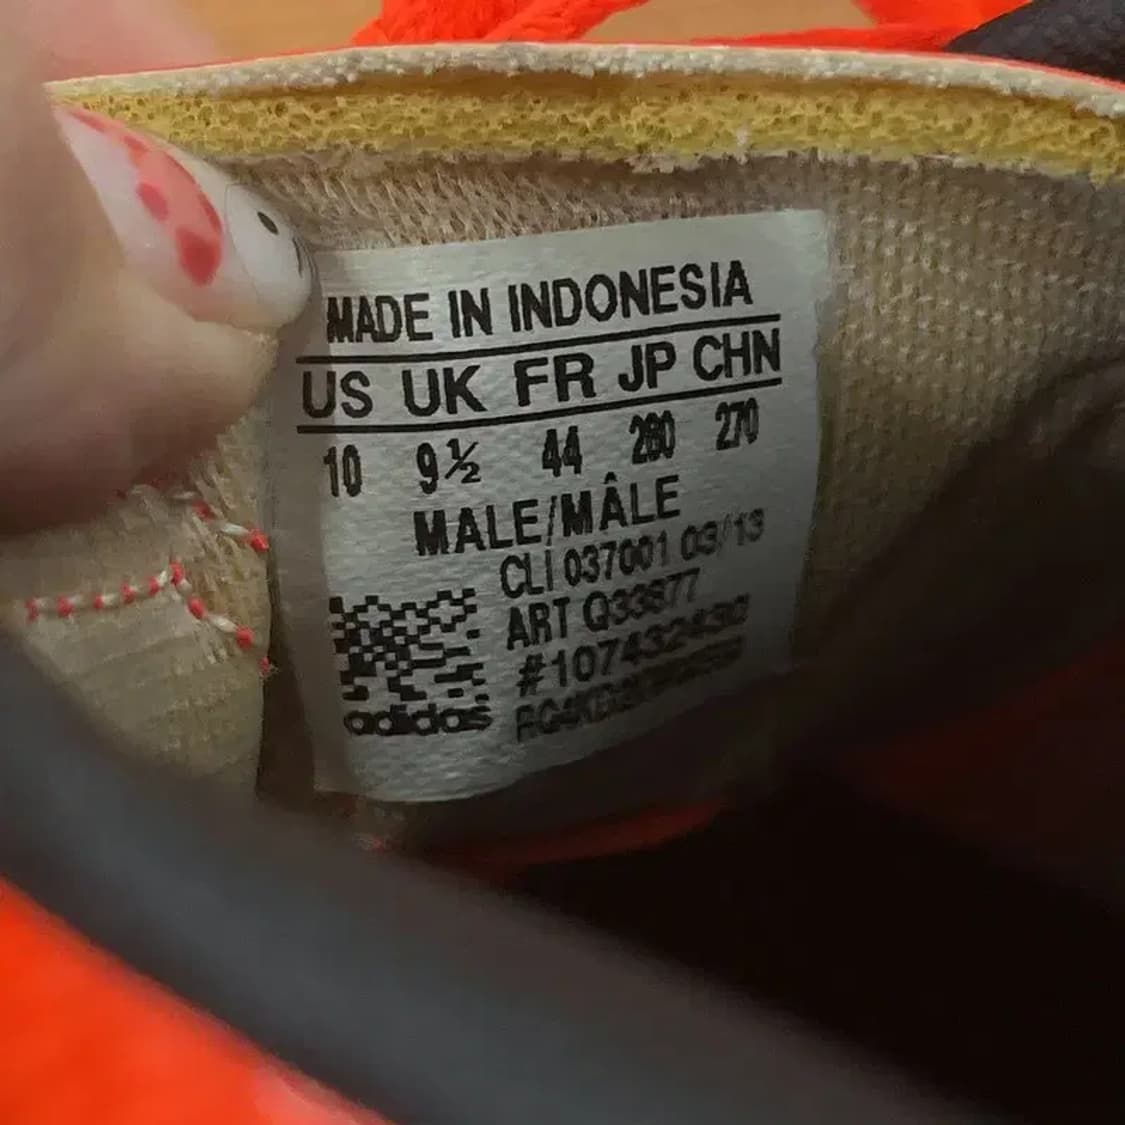 MADE IN INDONESIA
US UK FR JP CHN
10 9½ 44 280 270
MALE/MÂLE
CLI 037001 03/13
ART Q33877
adidas